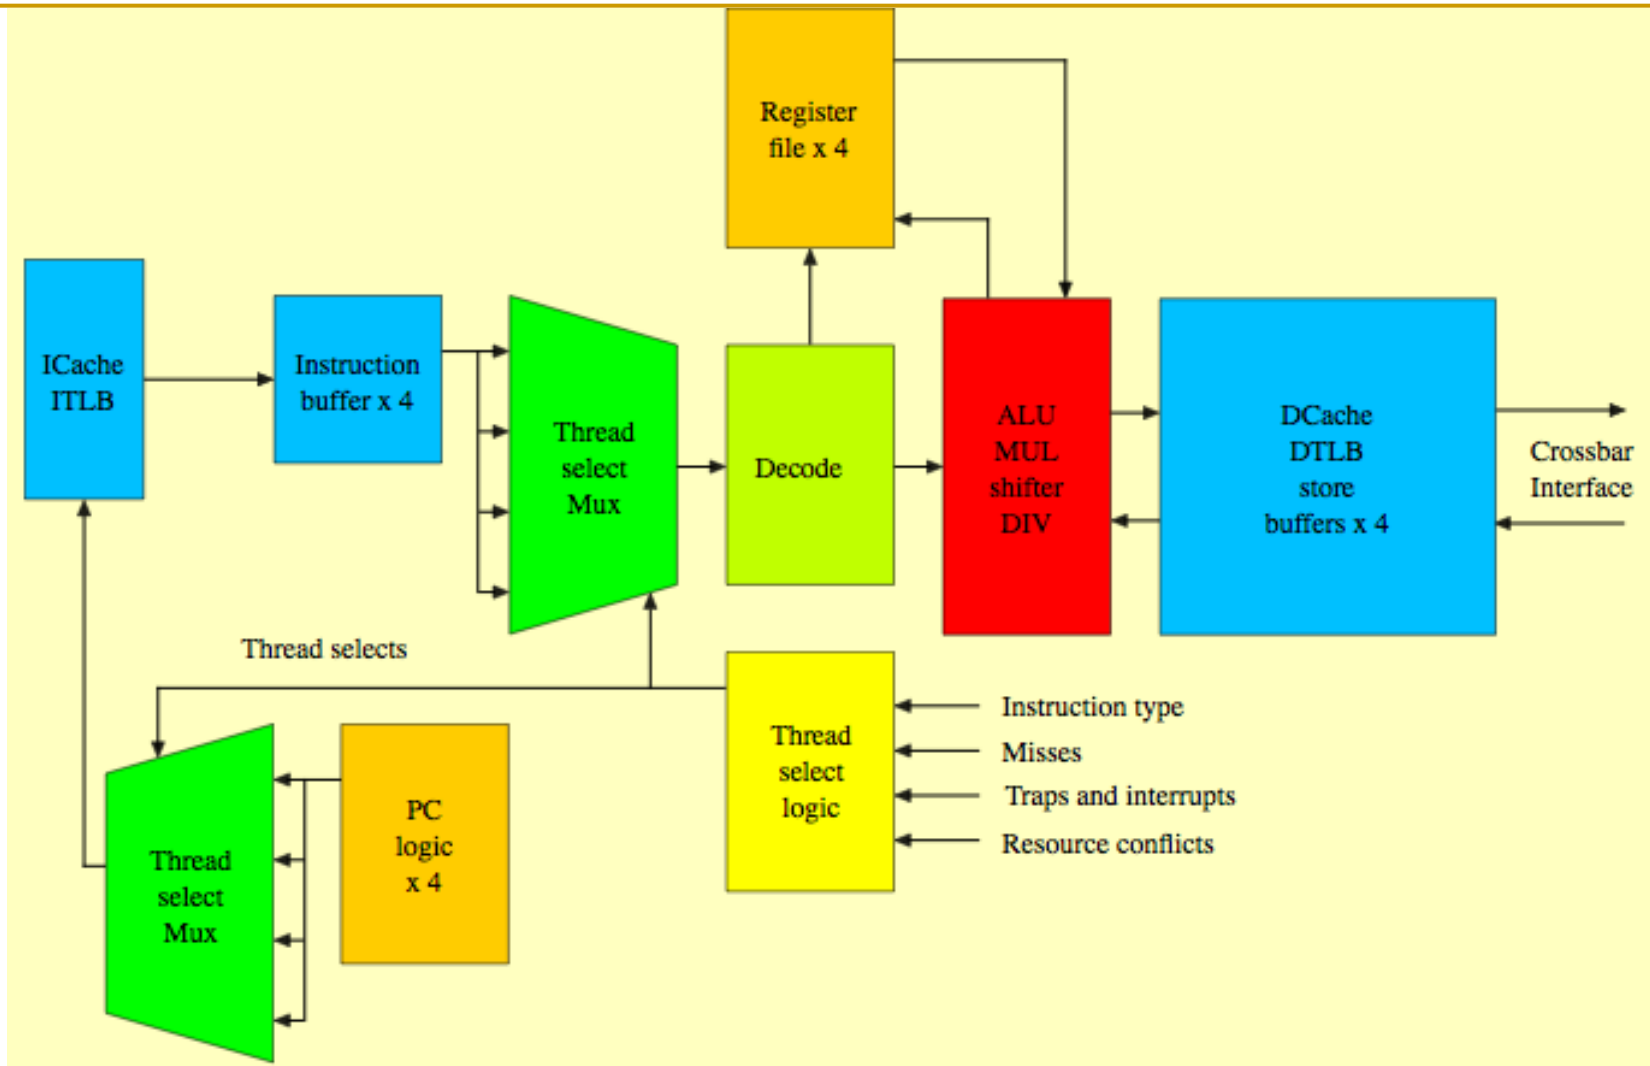 Register
file x 4
ICache
ITLB
Instruction
buffer x 4
Thread
select
Mux
Decode
ALU
MUL
shifter
DIV
DCache
DTLB
store
buffers x 4
Crossbar
Interface
Thread selects
Thread
select
logic
Instruction type
Misses
Traps and interrupts
Resource conflicts
Thread
select
Mux
PC
logic
x 4